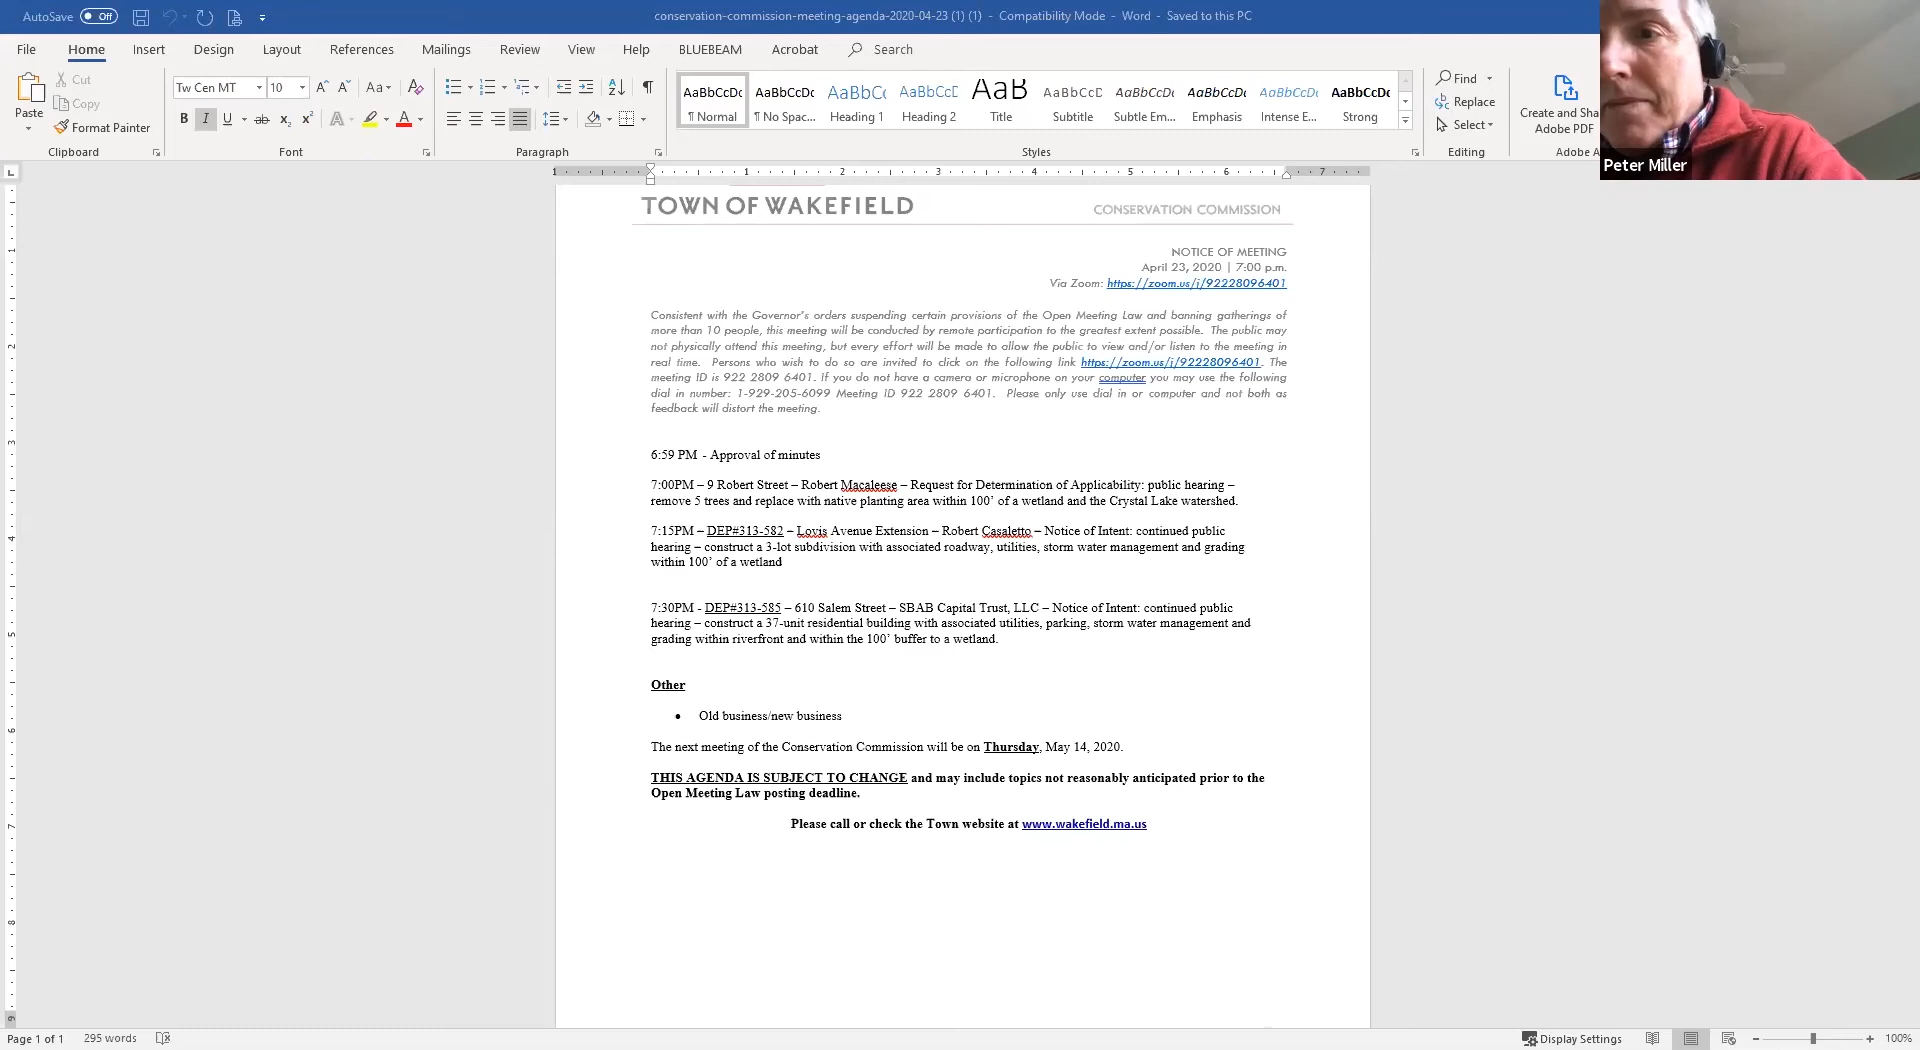 AutoSave Off
conservation-commission-meeting-agenda-2020-04-23 (1) (1) - Compatibility Mode - Word - Saved to this PC
File Home Insert Design Layout References Mailings Review View Help BLUEBEAM Acrobat Search
Paste
Cut
Copy
Format Painter
Clipboard
Tw Cen MT 10
Font
Paragraph
AaBbCcDc AaBbCcDc AaBbCc AaBbCcD AaB AaBbCcD AaBbCcDc AaBbCcDc AaBbCcDc AaBbCcDc
¶ Normal ¶ No Spac... Heading 1 Heading 2 Title Subtitle Subtle Em... Emphasis Intense E... Strong
Styles
Find
Replace
Select
Editing
Create and Sha
Adobe PDF
Adobe A
Peter Miller
TOWN OF WAKEFIELD CONSERVATION COMMISSION
NOTICE OF MEETING
April 23, 2020 | 7:00 p.m.
Via Zoom: https://zoom.us/j/92228096401
Consistent with the Governor's orders suspending certain provisions of the Open Meeting Law and banning gatherings of
more than 10 people, this meeting will be conducted by remote participation to the greatest extent possible. The public may
not physically attend this meeting, but every effort will be made to allow the public to view and/or listen to the meeting in
real time. Persons who wish to do so are invited to click on the following link https://zoom.us/j/92228096401. The
meeting ID is 922 2809 6401. If you do not have a camera or microphone on your computer you may use the following
dial in number: 1-929-205-6099 Meeting ID 922 2809 6401. Please only use dial in or computer and not both as
feedback will distort the meeting.
6:59 PM - Approval of minutes
7:00PM – 9 Robert Street – Robert Macaleese – Request for Determination of Applicability: public hearing –
remove 5 trees and replace with native planting area within 100' of a wetland and the Crystal Lake watershed.
7:15PM – DEP#313-582 – Lovis Avenue Extension – Robert Casaletto – Notice of Intent: continued public
hearing – construct a 3-lot subdivision with associated roadway, utilities, storm water management and grading
within 100' of a wetland
7:30PM - DEP#313-585 – 610 Salem Street – SBAB Capital Trust, LLC – Notice of Intent: continued public
hearing – construct a 37-unit residential building with associated utilities, parking, storm water management and
grading within riverfront and within the 100' buffer to a wetland.
Other
• Old business/new business
The next meeting of the Conservation Commission will be on Thursday, May 14, 2020.
THIS AGENDA IS SUBJECT TO CHANGE and may include topics not reasonably anticipated prior to the
Open Meeting Law posting deadline.
Please call or check the Town website at www.wakefield.ma.us
Page 1 of 1 295 words
Display Settings 100%